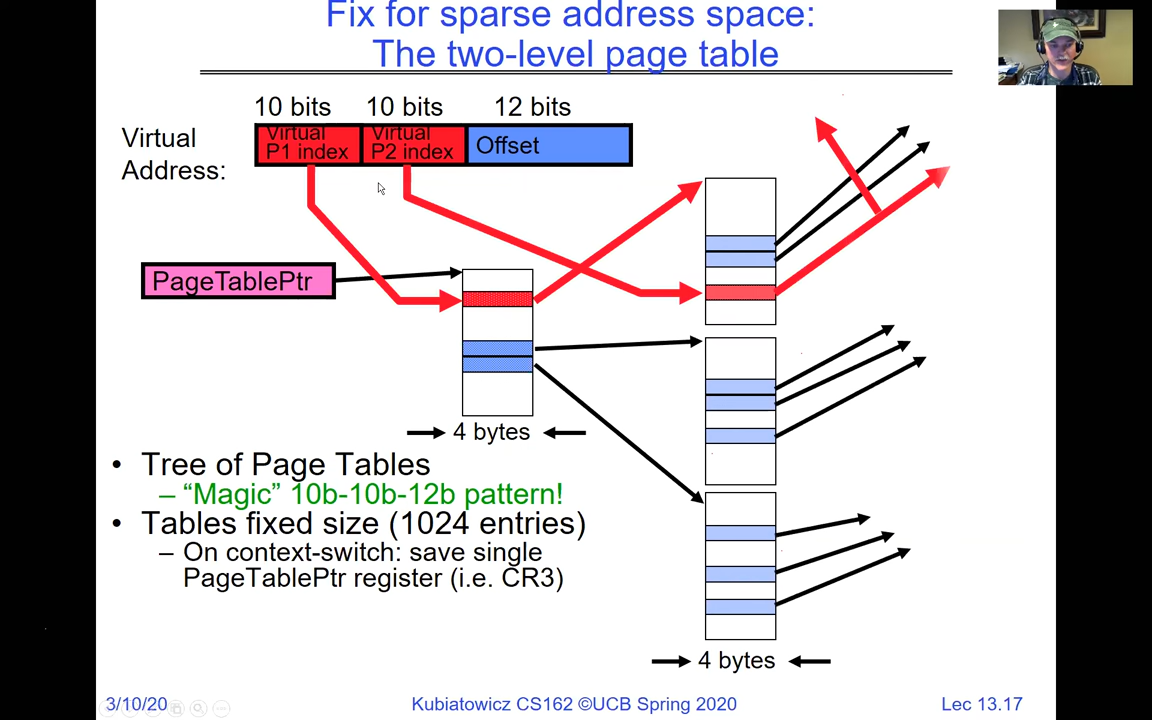 Fix for sparse address space:
The two-level page table
10 bits 10 bits 12 bits
Virtual
Address:
Virtual
P1 index
Virtual
P2 index
Offset
PageTablePtr
4 bytes
• Tree of Page Tables
– “Magic” 10b-10b-12b pattern!
• Tables fixed size (1024 entries)
– On context-switch: save single
PageTablePtr register (i.e. CR3)
4 bytes
3/10/20 Kubiatowicz CS162 ©UCB Spring 2020 Lec 13.17